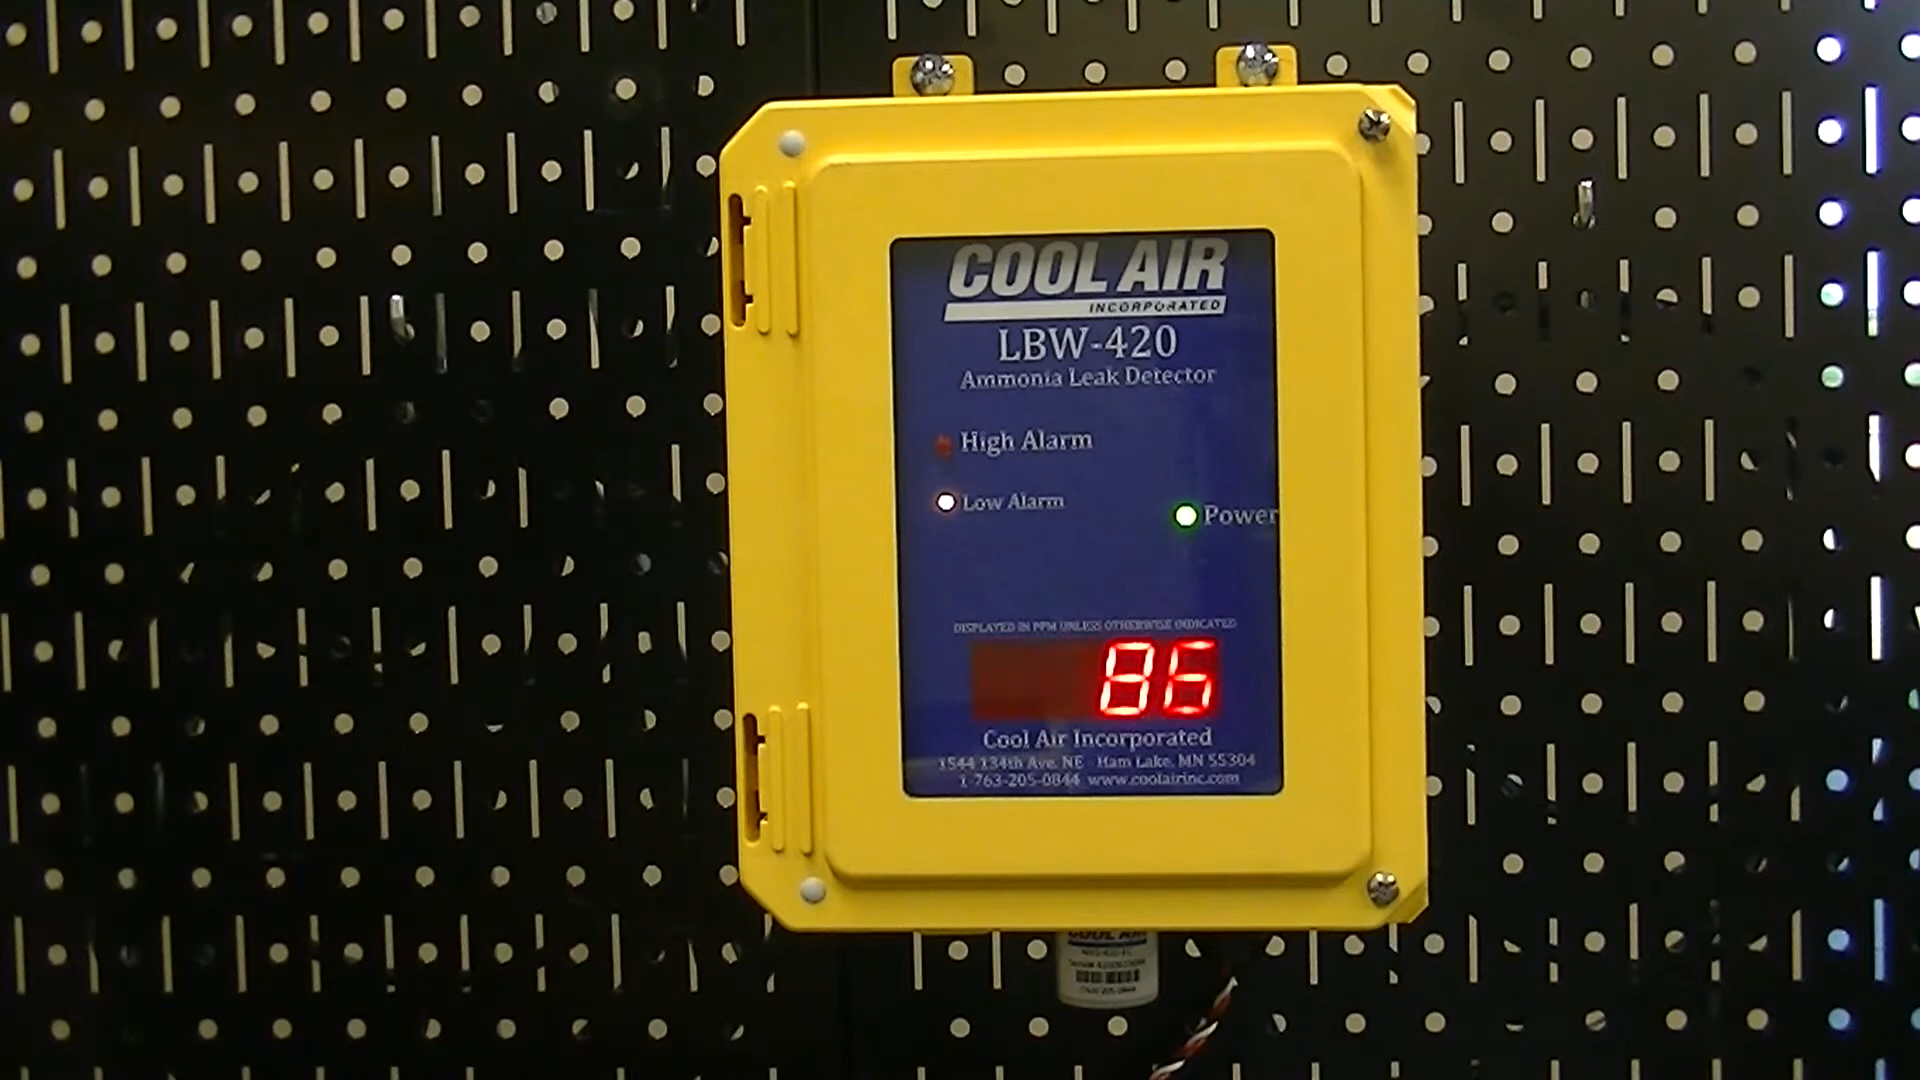 COOL AIR
INCORPORATED
LBW-420
Ammonia Leak Detector
High Alarm
Low Alarm
Power
DISPLAYED IN PPM UNLESS OTHERWISE INDICATED
86
Cool Air Incorporated
1544 134th Ave. NE Ham Lake, MN 55304
1-763-205-0844 www.coolairinc.com
COOL AIR